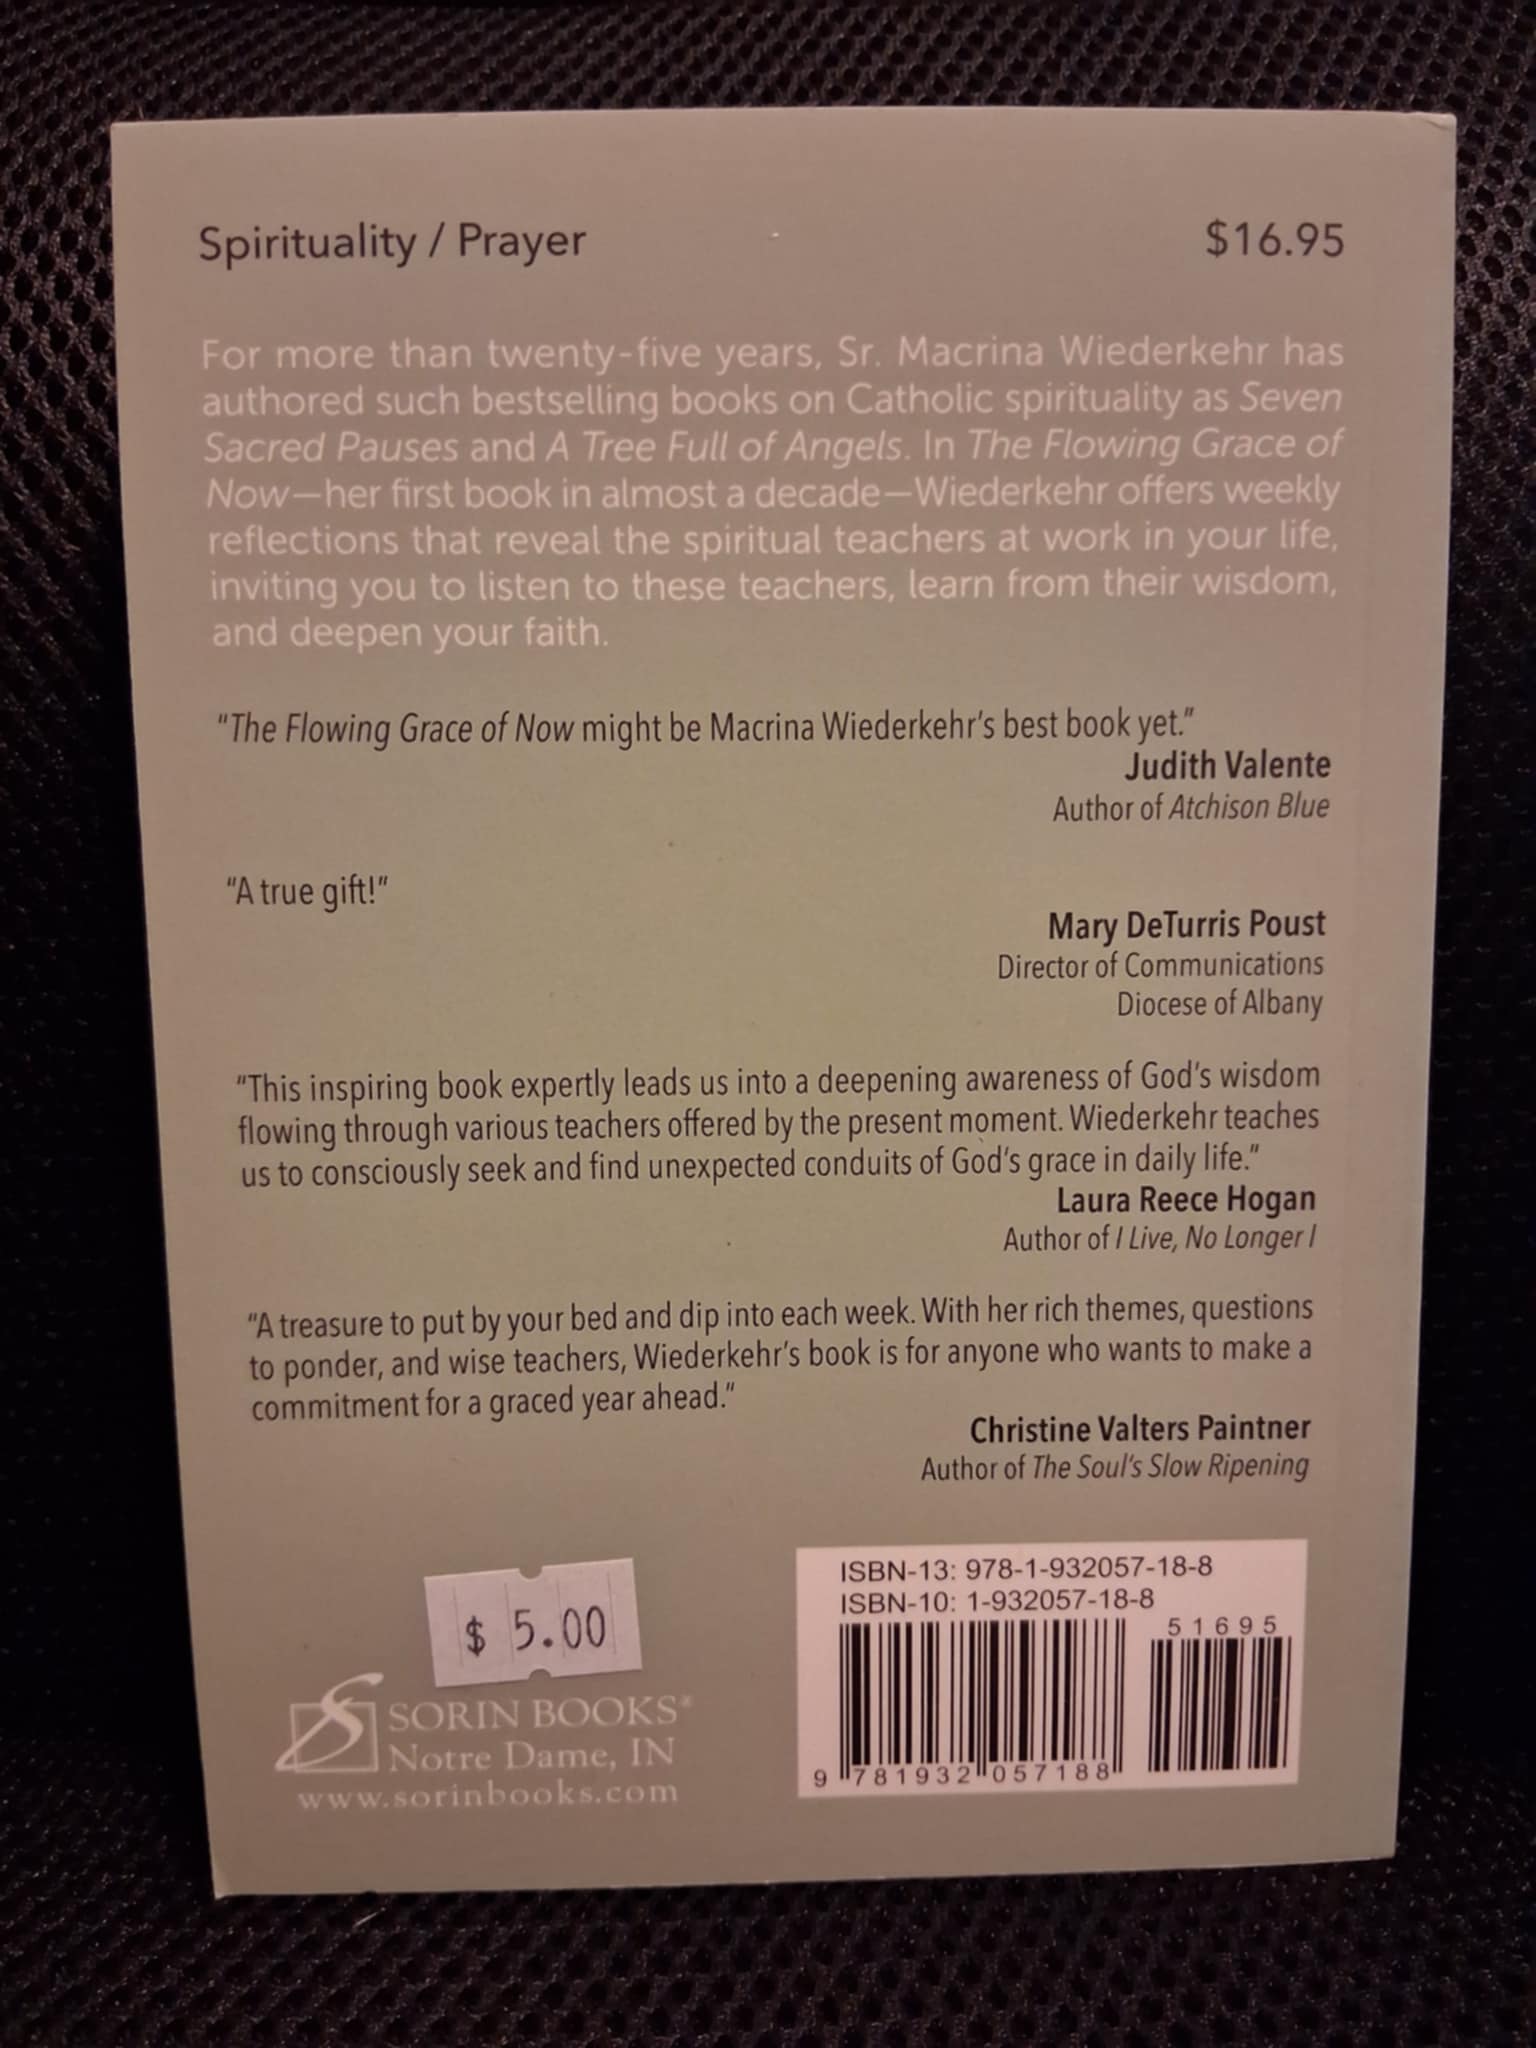 Spirituality / Prayer $16.95
For more than twenty-five years, Sr. Macrina Wiederkehr has
authored such bestselling books on Catholic spirituality as Seven
Sacred Pauses and A Tree Full of Angels. In The Flowing Grace of
Now—her first book in almost a decade—Wiederkehr offers weekly
reflections that reveal the spiritual teachers at work in your life,
inviting you to listen to these teachers, learn from their wisdom,
and deepen your faith.
"The Flowing Grace of Now might be Macrina Wiederkehr's best book yet."
Judith Valente
Author of Atchison Blue
"A true gift!"
Mary DeTurris Poust
Director of Communications
Diocese of Albany
"This inspiring book expertly leads us into a deepening awareness of God's wisdom
flowing through various teachers offered by the present moment. Wiederkehr teaches
us to consciously seek and find unexpected conduits of God's grace in daily life."
Laura Reece Hogan
Author of I Live, No Longer I
"A treasure to put by your bed and dip into each week. With her rich themes, questions
to ponder, and wise teachers, Wiederkehr's book is for anyone who wants to make a
commitment for a graced year ahead."
Christine Valters Paintner
Author of The Soul's Slow Ripening
$ 5.00
SORIN BOOKS®
Notre Dame, IN
www.sorinbooks.com
ISBN-13: 978-1-932057-18-8
ISBN-10: 1-932057-18-8
51695
9 781932 057188